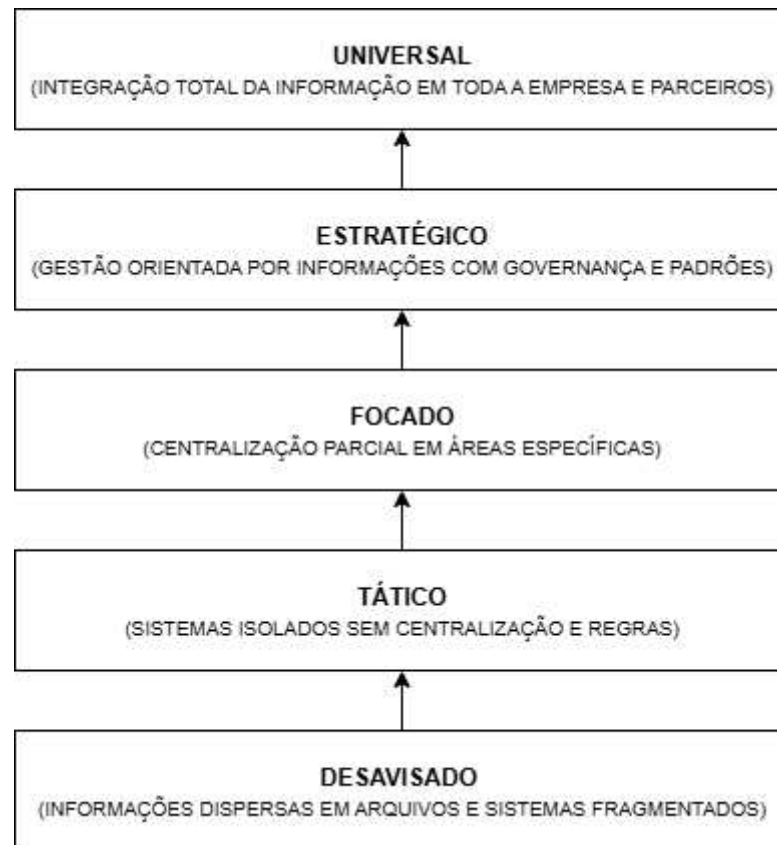 UNIVERSAL
(INTEGRAÇÃO TOTAL DA INFORMAÇÃO EM TODA A EMPRESA E PARCEIROS)
ESTRATÉGICO
(GESTÃO ORIENTADA POR INFORMAÇÕES COM GOVERNANÇA E PADRÕES)
FOCADO
(CENTRALIZAÇÃO PARCIAL EM ÁREAS ESPECÍFICAS)
TÁTICO
(SISTEMAS ISOLADOS SEM CENTRALIZAÇÃO E REGRAS)
DESAVISADO
(INFORMAÇÕES DISPERSAS EM ARQUIVOS E SISTEMAS FRAGMENTADOS)